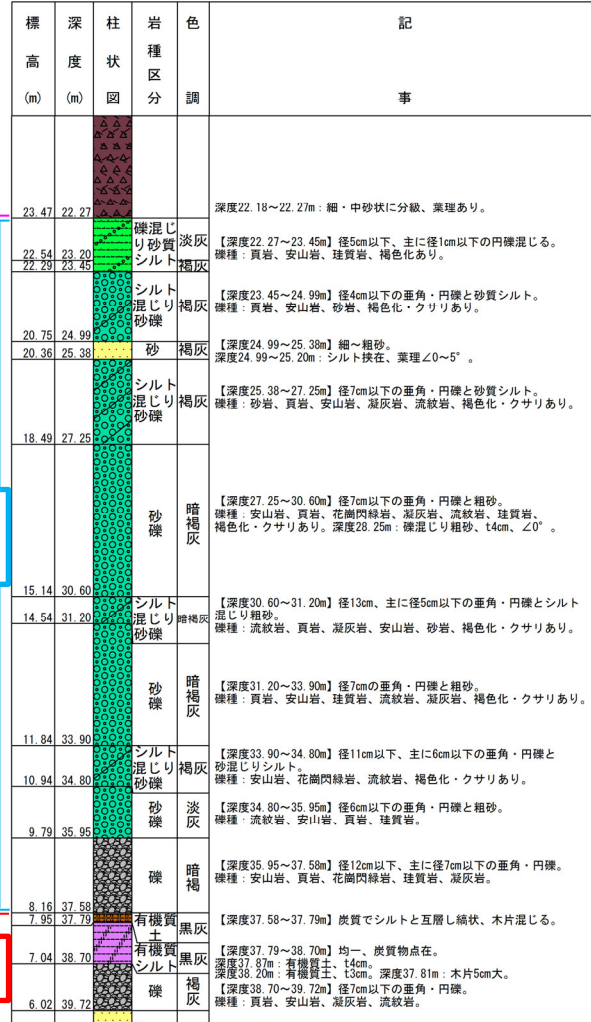 標高(m) 深度(m) 柱状図 岩種区分 色調 記事
深度22.18～22.27m：細・中砂状に分級、葉理あり。
23.47 22.27
礫混じり砂質シルト 淡灰
【深度22.27～23.45m】径5cm以下、主に径1cm以下の円礫混じる。
礫種：頁岩、安山岩、珪質岩、褐色化あり。
22.54 23.20
褐灰
22.29 23.45
シルト混じり砂礫 褐灰
【深度23.45～24.99m】径4cm以下の亜角・円礫と砂質シルト。
礫種：頁岩、安山岩、砂岩、褐色化・クサリあり。
20.75 24.99
砂 褐灰
【深度24.99～25.38m】細～粗砂。
深度24.99～25.20m：シルト挟在、葉理∠0～5°。
20.36 25.38
シルト混じり砂礫 褐灰
【深度25.38～27.25m】径7cm以下の亜角・円礫と砂質シルト。
礫種：砂岩、頁岩、安山岩、凝灰岩、流紋岩、褐色化・クサリあり。
18.49 27.25
砂礫 暗褐灰
【深度27.25～30.60m】径7cm以下の亜角・円礫と粗砂。
礫種：安山岩、頁岩、花崗閃緑岩、凝灰岩、流紋岩、珪質岩、
褐色化・クサリあり。深度28.25m：礫混じり粗砂、t4cm、∠0°。
15.14 30.60
シルト混じり砂礫 暗褐灰
【深度30.60～31.20m】径13cm、主に径5cm以下の亜角・円礫とシルト
混じり粗砂。
礫種：流紋岩、頁岩、凝灰岩、安山岩、砂岩、褐色化・クサリあり。
14.54 31.20
砂礫 暗褐灰
【深度31.20～33.90m】径7cmの亜角・円礫と粗砂。
礫種：頁岩、安山岩、珪質岩、流紋岩、凝灰岩、褐色化・クサリあり。
11.84 33.90
シルト混じり砂礫 褐灰
【深度33.90～34.80m】径11cm以下、主に6cm以下の亜角・円礫と
砂混じりシルト。
礫種：安山岩、花崗閃緑岩、流紋岩、褐色化・クサリあり。
10.94 34.80
砂礫 淡灰
【深度34.80～35.95m】径6cm以下の亜角・円礫と粗砂。
礫種：流紋岩、安山岩、頁岩、珪質岩。
9.79 35.95
礫 暗褐
【深度35.95～37.58m】径12cm以下、主に径7cm以下の亜角・円礫。
礫種：安山岩、頁岩、花崗閃緑岩、珪質岩、凝灰岩。
8.16 37.58
有機質土 黒灰
【深度37.58～37.79m】炭質でシルトと互層し縞状、木片混じる。
7.95 37.79
有機質シルト 黒灰
【深度37.79～38.70m】均一、炭質物点在。
深度37.87m：有機質土、t4cm。
深度38.20m：有機質土、t3cm。深度37.81m：木片5cm大。
7.04 38.70
礫 褐灰
【深度38.70～39.72m】径7cm以下の亜角・円礫。
礫種：頁岩、安山岩、凝灰岩、流紋岩。
6.02 39.72